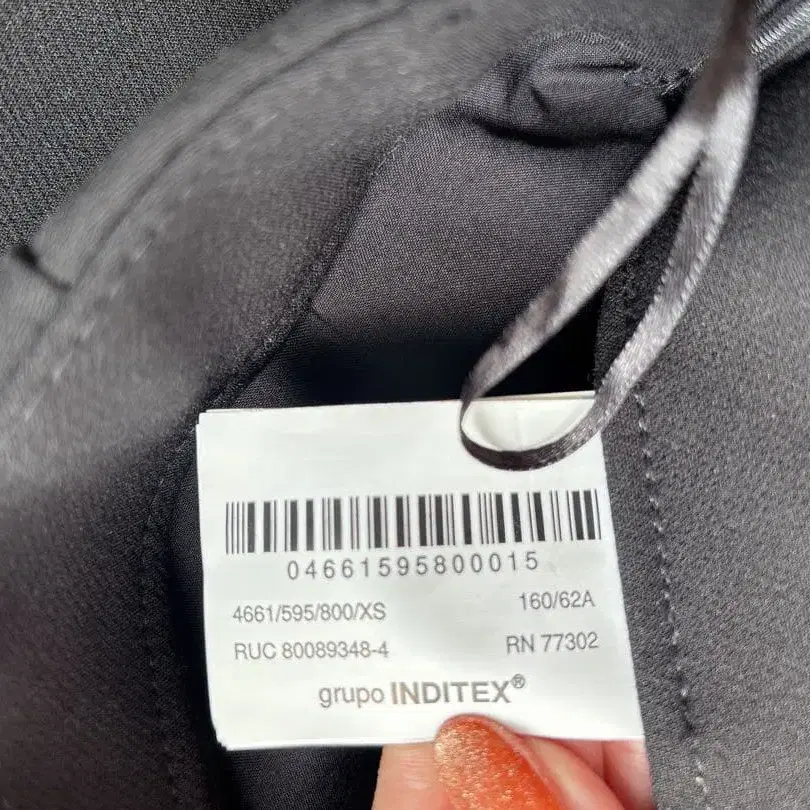 04661595800015
4661/595/800/XS 160/62A
RUC 80089348-4 RN 77302
grupo INDITEX®